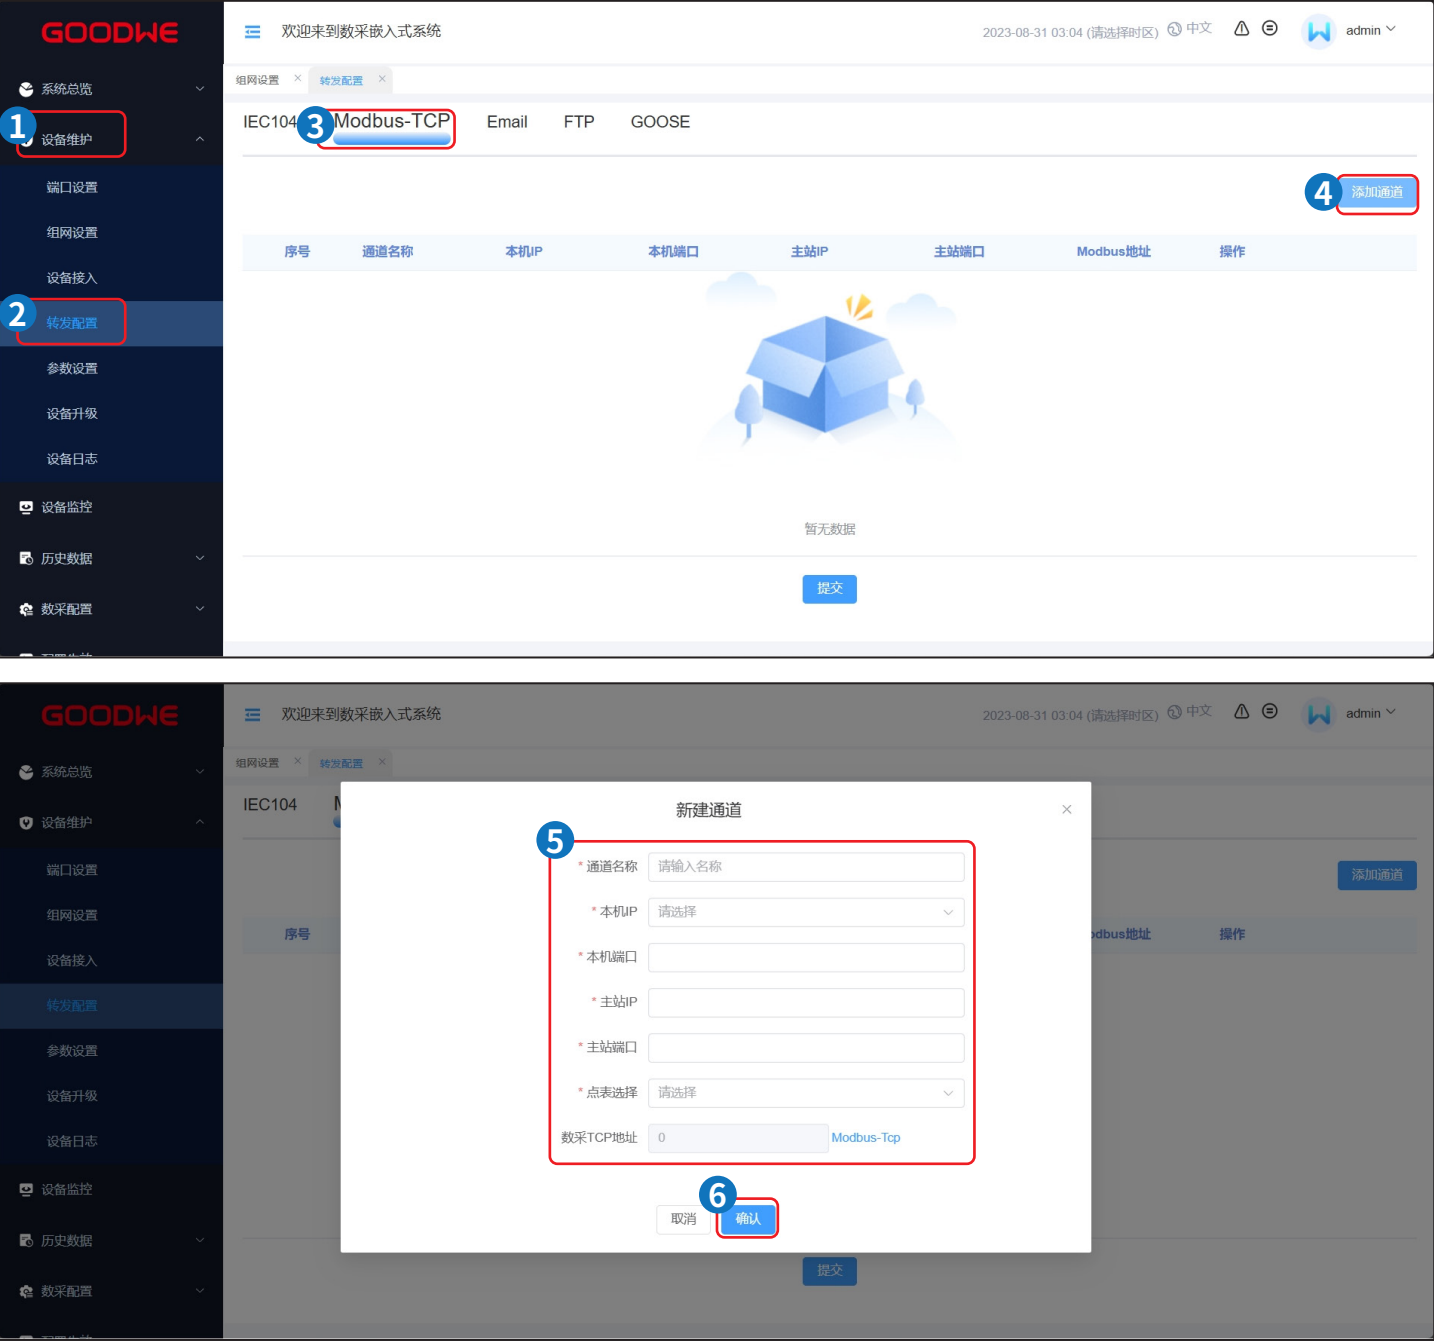 GOODWE
欢迎来到数采嵌入式系统
2023-08-31 03:04 (请选择时区) 中文 admin
组网设置 × 转发配置 ×
系统总览
1 设备维护
端口设置
组网设置
设备接入
2 转发配置
参数设置
设备升级
设备日志
设备监控
历史数据
数采配置
IEC104 3 Modbus-TCP Email FTP GOOSE
4 添加通道
序号 通道名称 本机IP 本机端口 主站IP 主站端口 Modbus地址 操作
暂无数据
提交
GOODWE
欢迎来到数采嵌入式系统
2023-08-31 03:04 (请选择时区) 中文 admin
组网设置 × 转发配置 ×
系统总览
设备维护
端口设置
组网设置
设备接入
转发配置
参数设置
设备升级
设备日志
设备监控
历史数据
数采配置
IEC104
添加通道
序号 odbus地址 操作
新建通道 ×
5
* 通道名称 请输入名称
* 本机IP 请选择
* 本机端口
* 主站IP
* 主站端口
* 点表选择 请选择
数采TCP地址 0 Modbus-Tcp
6
取消 确认
提交